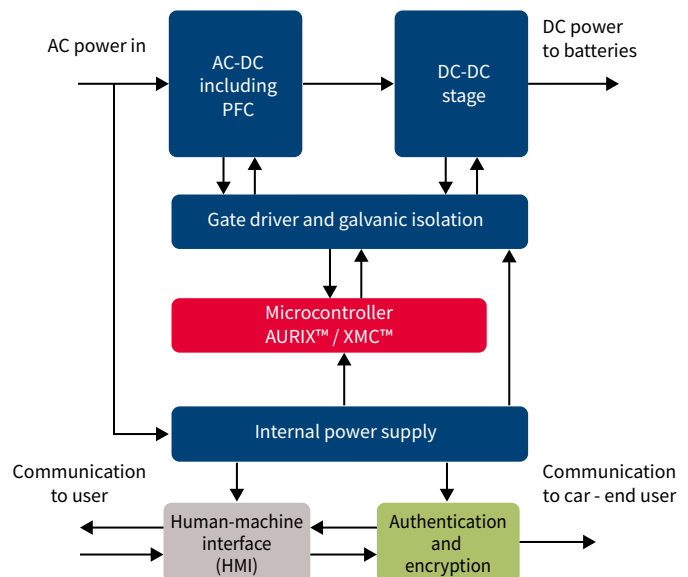 AC power in
AC-DC
including
PFC
DC-DC
stage
DC power
to batteries
Gate driver and galvanic isolation
Microcontroller
AURIX™ / XMC™
Internal power supply
Communication
to user
Human-machine
interface
(HMI)
Authentication
and
encryption
Communication
to car - end user